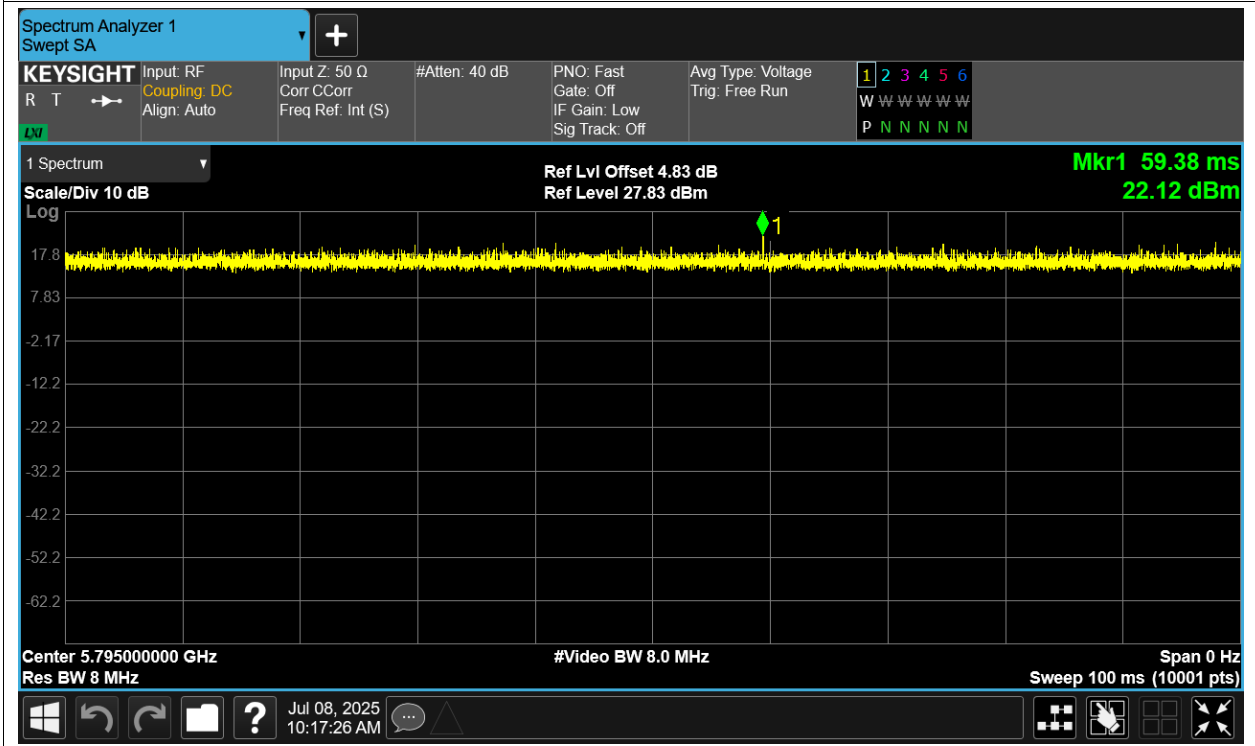 Spectrum Analyzer 1
Swept SA
+
KEYSIGHT
R T
LXI
Input: RF
Coupling: DC
Align: Auto
Input Z: 50 Ω
Corr CCorr
Freq Ref: Int (S)
#Atten: 40 dB
PNO: Fast
Gate: Off
IF Gain: Low
Sig Track: Off
Avg Type: Voltage
Trig: Free Run
1 2 3 4 5 6
W W W W W W
P N N N N N
1 Spectrum
Scale/Div 10 dB
Ref Lvl Offset 4.83 dB
Ref Level 27.83 dBm
Mkr1 59.38 ms
22.12 dBm
Log
1
17.8
7.83
-2.17
-12.2
-22.2
-32.2
-42.2
-52.2
-62.2
Center 5.795000000 GHz
#Video BW 8.0 MHz
Span 0 Hz
Res BW 8 MHz
Sweep 100 ms (10001 pts)
?
Jul 08, 2025
10:17:26 AM